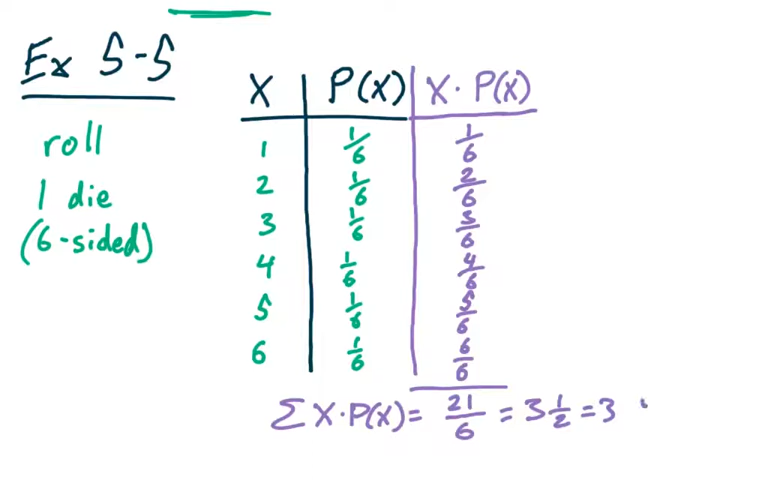 Ex 5-5
roll
1 die
(6-sided)
X P(X) X · P(X)
1 1/6 1/6
2 1/6 2/6
3 1/6 3/6
4 1/6 4/6
5 1/6 5/6
6 1/6 6/6
Σ X·P(X) = 21/6 = 3 1/2 = 3